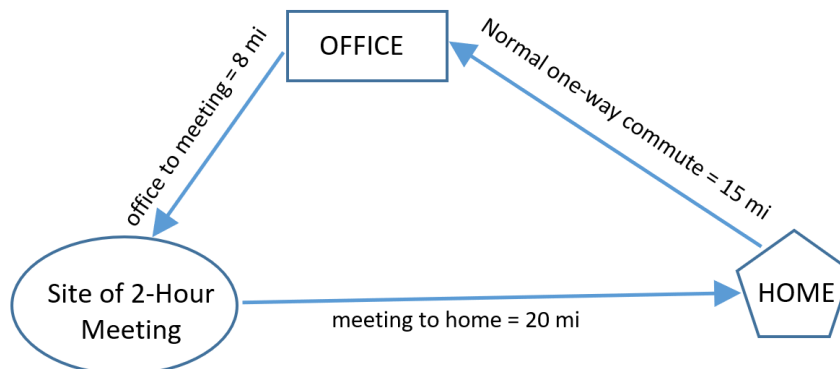 OFFICE
office to meeting = 8 mi
Normal one-way commute = 15 mi
Site of 2-Hour
Meeting
meeting to home = 20 mi
HOME